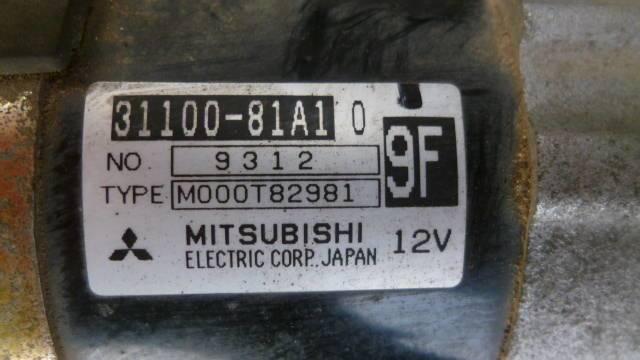 31100-81A1 0
NO. 9312
9F
TYPE M000T82981
MITSUBISHI 12V
ELECTRIC CORP. JAPAN